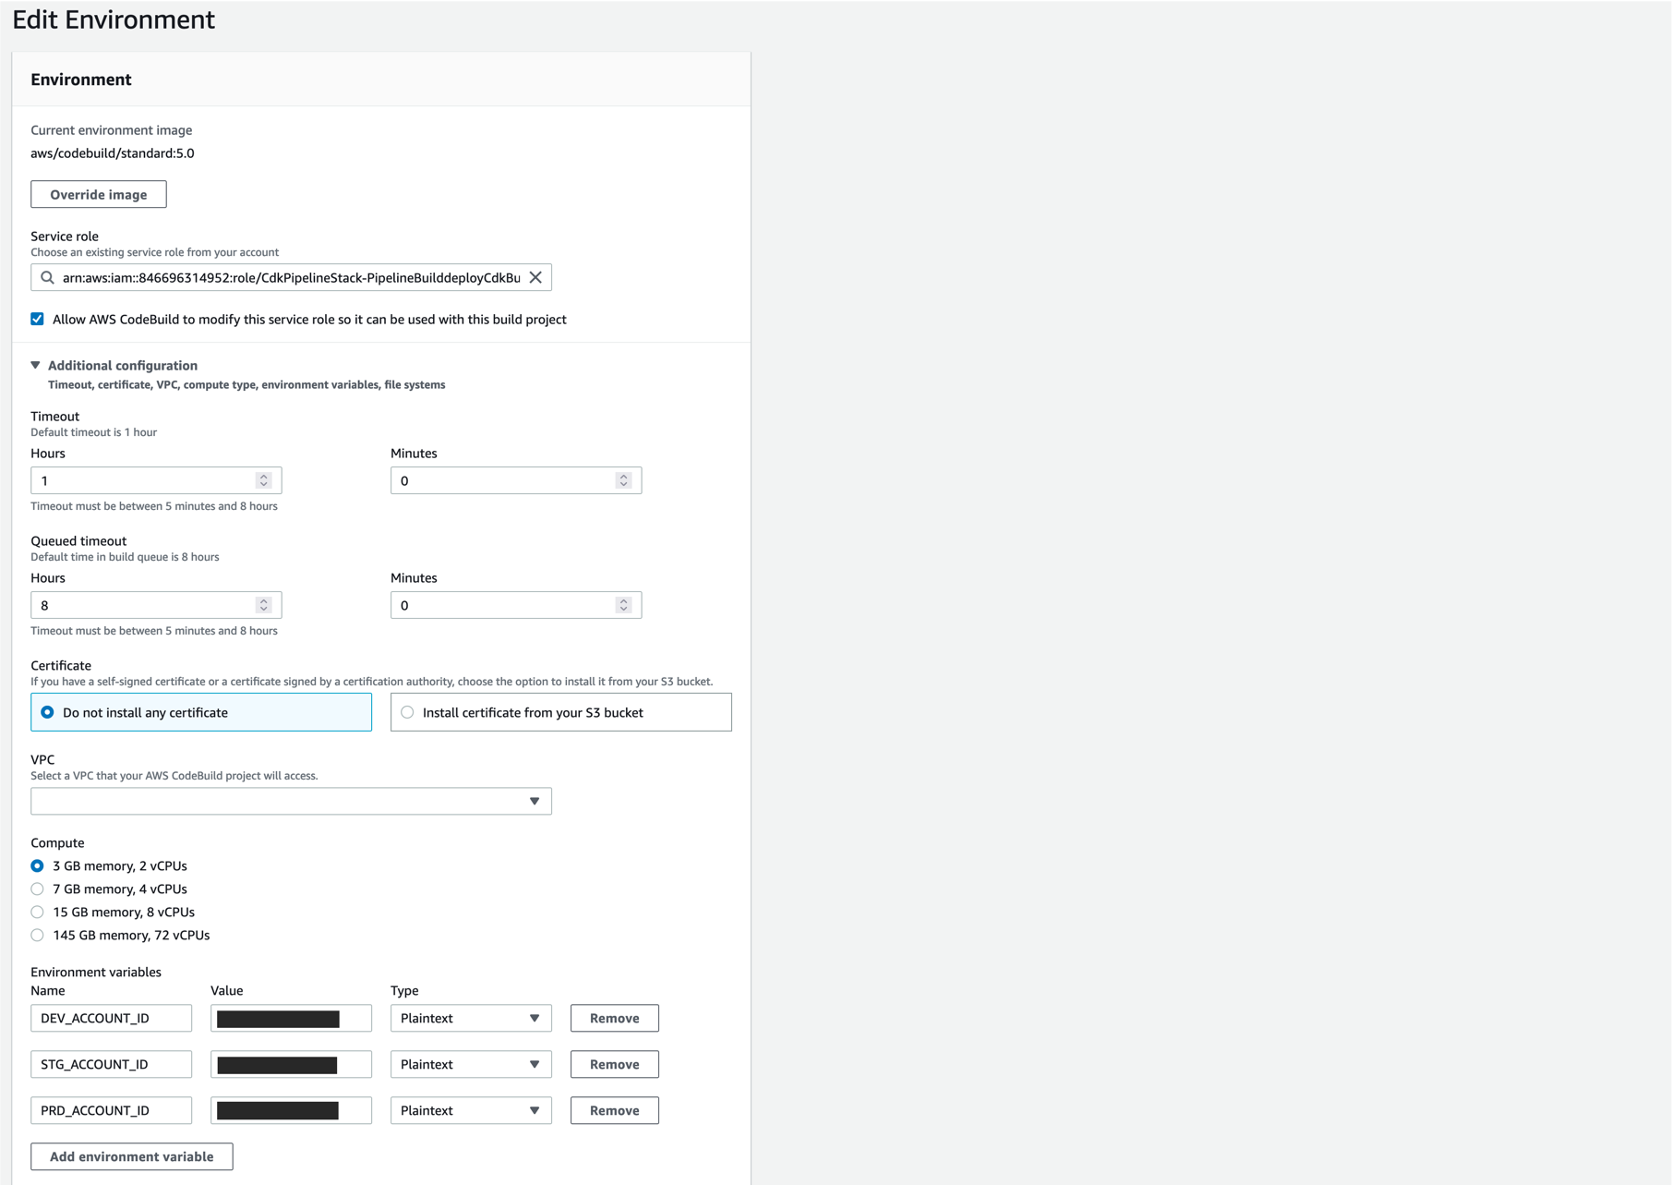 Edit Environment
Environment
Current environment image
aws/codebuild/standard:5.0
Override image
Service role
Choose an existing service role from your account
arn:aws:iam::846696314952:role/CdkPipelineStack-PipelineBuilddeployCdkBu
Allow AWS CodeBuild to modify this service role so it can be used with this build project
Additional configuration
Timeout, certificate, VPC, compute type, environment variables, file systems
Timeout
Default timeout is 1 hour
Hours Minutes
1 0
Timeout must be between 5 minutes and 8 hours
Queued timeout
Default time in build queue is 8 hours
Hours Minutes
8 0
Timeout must be between 5 minutes and 8 hours
Certificate
If you have a self-signed certificate or a certificate signed by a certification authority, choose the option to install it from your S3 bucket.
Do not install any certificate Install certificate from your S3 bucket
VPC
Select a VPC that your AWS CodeBuild project will access.
Compute
3 GB memory, 2 vCPUs
7 GB memory, 4 vCPUs
15 GB memory, 8 vCPUs
145 GB memory, 72 vCPUs
Environment variables
Name Value Type
DEV_ACCOUNT_ID Plaintext Remove
STG_ACCOUNT_ID Plaintext Remove
PRD_ACCOUNT_ID Plaintext Remove
Add environment variable